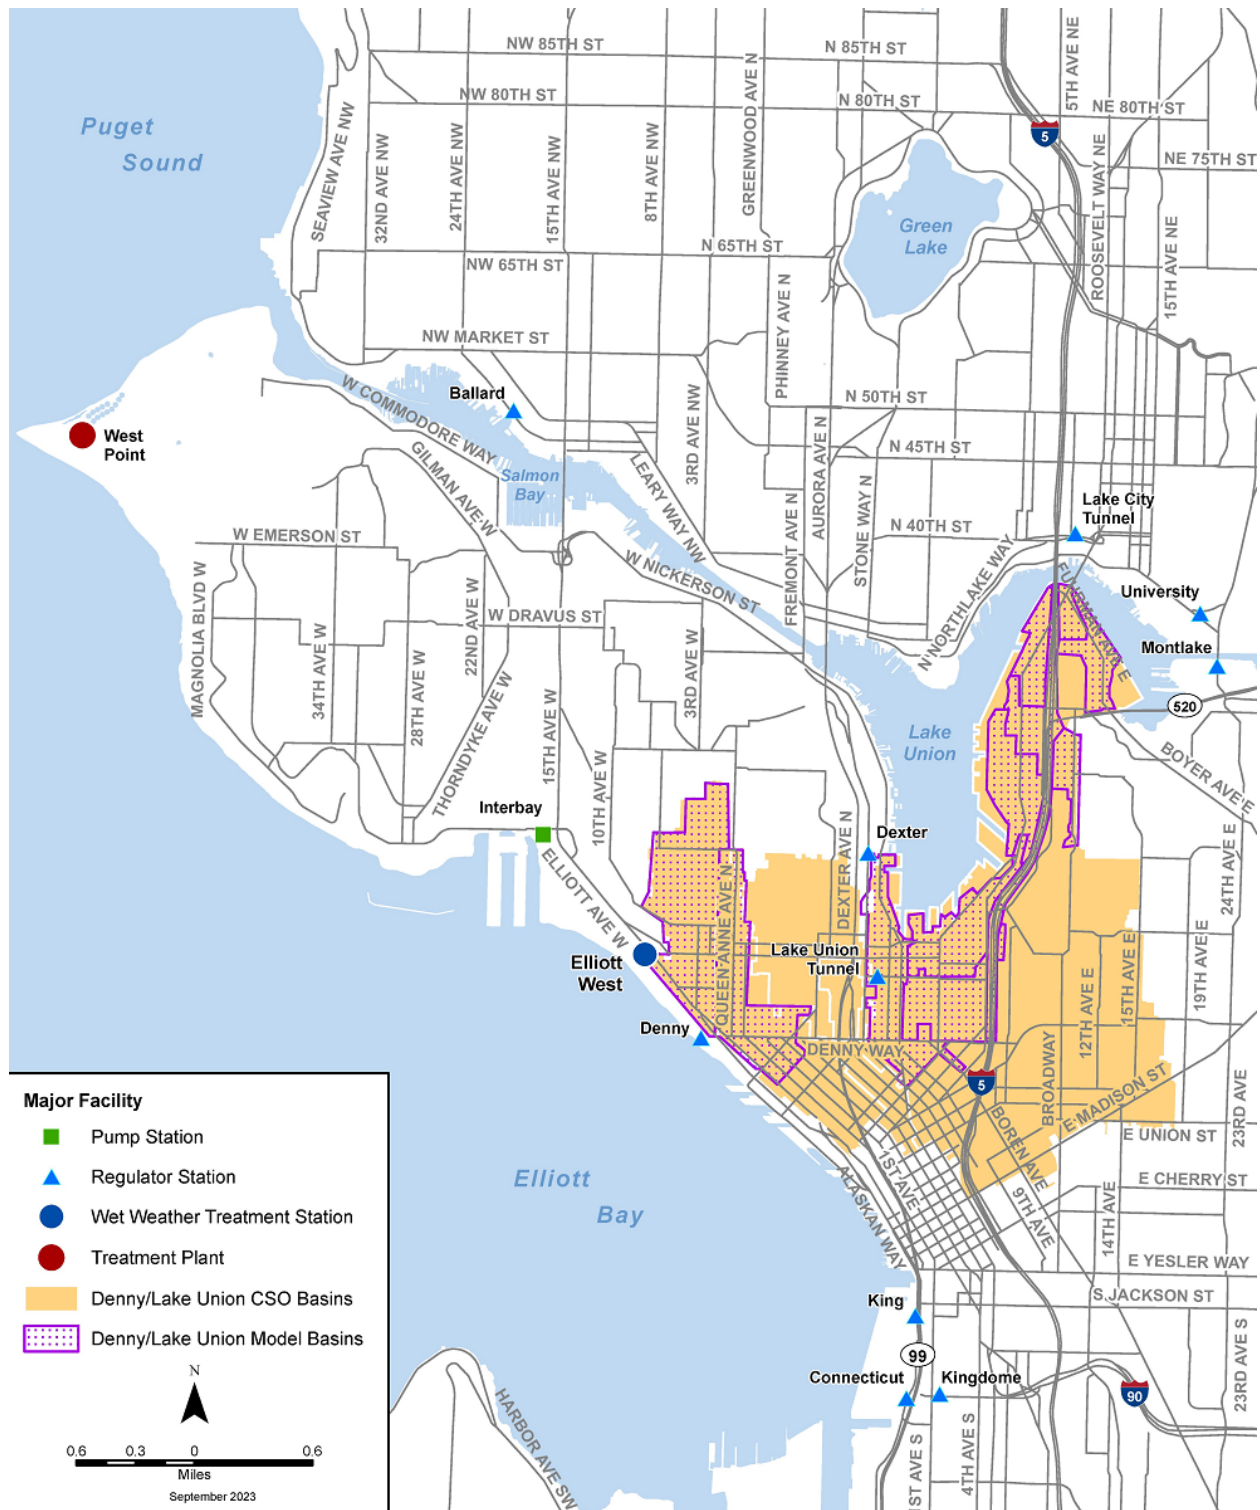 NW 85TH ST
N 85TH ST
5TH AVE NE
NW 80TH ST
N 80TH ST
NE 80TH ST
Puget
Sound
5
NE 75TH ST
SEAVIEW AVE NW
32ND AVE NW
24TH AVE NW
15TH AVE NW
8TH AVE NW
GREENWOOD AVE N
ROOSEVELT WAY NE
15TH AVE NE
Green
Lake
N 65TH ST
NW 65TH ST
PHINNEY AVE N
NW MARKET ST
W COMMODORE WAY
Ballard
3RD AVE NW
N 50TH ST
West
Point
GILMAN AVE W
Salmon
Bay
LEARY WAY NW
AURORA AVE N
N 45TH ST
STONE WAY N
FREMONT AVE N
Lake City
Tunnel
N 40TH ST
W EMERSON ST
W NICKERSON ST
N NORTHLAKE WAY
FUHRMAN AVE E
University
MAGNOLIA BLVD W
22ND AVE W
W DRAVUS ST
34TH AVE W
28TH AVE W
3RD AVE W
Montlake
520
THORNDYKE AVE W
15TH AVE W
10TH AVE W
Lake
Union
BOYER AVE E
Interbay
Dexter
ELLIOTT AVE W
QUEEN ANNE AVE N
DEXTER AVE N
24TH AVE E
Elliott
West
Lake Union
Tunnel
12TH AVE E
15TH AVE E
19TH AVE E
Denny
DENNY WAY
5
BROADWAY
E MADISON ST
23RD AVE
BOREN AVE
E UNION ST
1ST AVE
ALASKAN WAY
9TH AVE
14TH AVE
E CHERRY ST
Elliott
Bay
E YESLER WAY
King
S JACKSON ST
99
Connecticut
Kingdome
90
23RD AVE S
HARBOR AVE SW
1ST AVE S
4TH AVE S
Major Facility
Pump Station
Regulator Station
Wet Weather Treatment Station
Treatment Plant
Denny/Lake Union CSO Basins
Denny/Lake Union Model Basins
N
0.6 0.3 0 0.6
Miles
September 2023